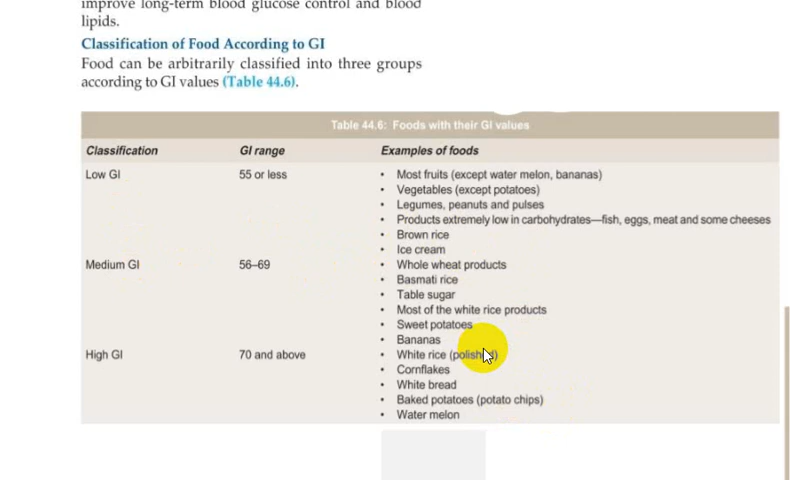 improve long-term blood glucose control and blood
lipids.
Classification of Food According to GI
Food can be arbitrarily classified into three groups
according to GI values (Table 44.6).
Table 44.6: Foods with their GI values
Classification GI range Examples of foods
Low GI 55 or less • Most fruits (except water melon, bananas)
• Vegetables (except potatoes)
• Legumes, peanuts and pulses
• Products extremely low in carbohydrates—fish, eggs, meat and some cheeses
• Brown rice
• Ice cream
Medium GI 56–69 • Whole wheat products
• Basmati rice
• Table sugar
• Most of the white rice products
• Sweet potatoes
• Bananas
High GI 70 and above • White rice (polished)
• Cornflakes
• White bread
• Baked potatoes (potato chips)
• Water melon